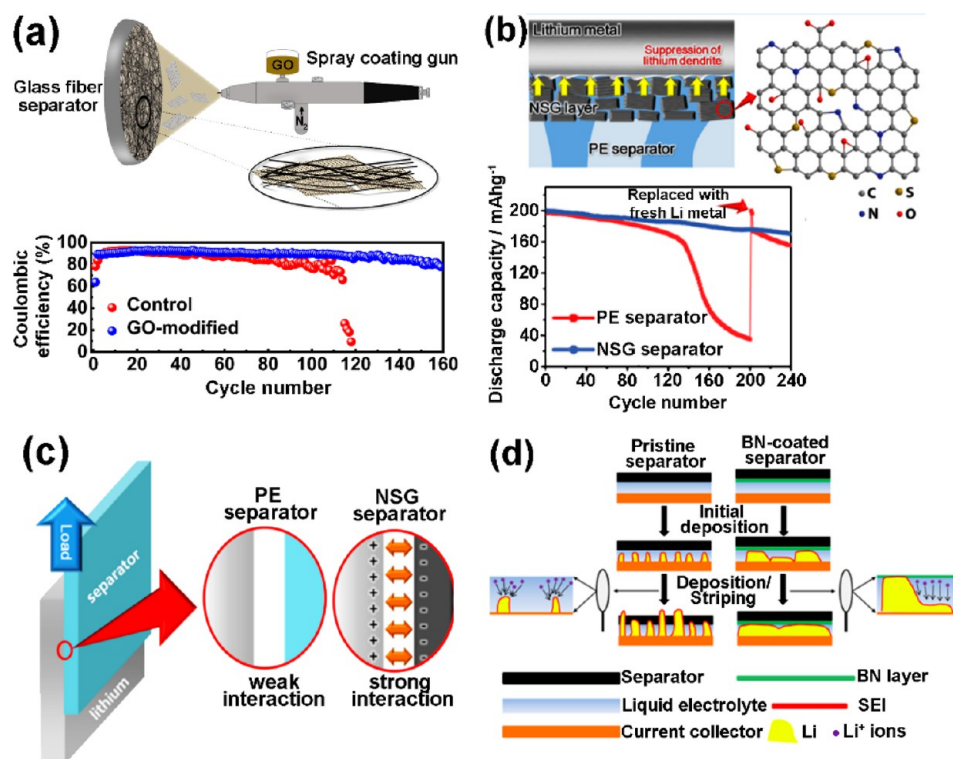 (a)
GO
Spray coating gun
Glass fiber
separator
N2
Coulombic
efficiency (%)
100
80
60
40
20
0
Control
GO-modified
0
20
40
60
80
100
120
140
160
Cycle number
(b)
Lithium metal
Suppression of
lithium dendrite
NSG layer
PE separator
C
S
N
O
Discharge capacity / mAhg-1
200
160
120
80
40
0
Replaced with
fresh Li metal
PE separator
NSG separator
0
40
80
120
160
200
240
Cycle number
(c)
Load
separator
lithium
PE
separator
NSG
separator
+
+
+
+
+
+
+
-
-
-
-
-
-
-
weak
interaction
strong
interaction
(d)
Pristine
separator
BN-coated
separator
Initial
deposition
Deposition/
Striping
Separator
BN layer
Liquid electrolyte
SEI
Current collector
Li
Li+ ions